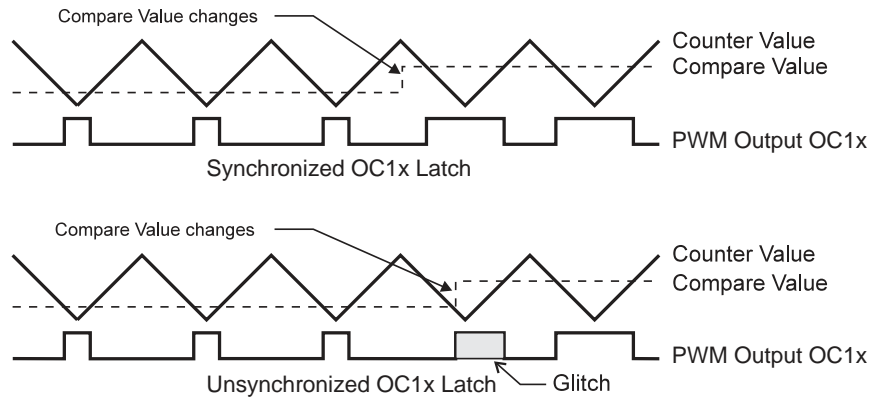 Compare Value changes
Counter Value
Compare Value
PWM Output OC1x
Synchronized OC1x Latch
Compare Value changes
Counter Value
Compare Value
PWM Output OC1x
Unsynchronized OC1x Latch
Glitch